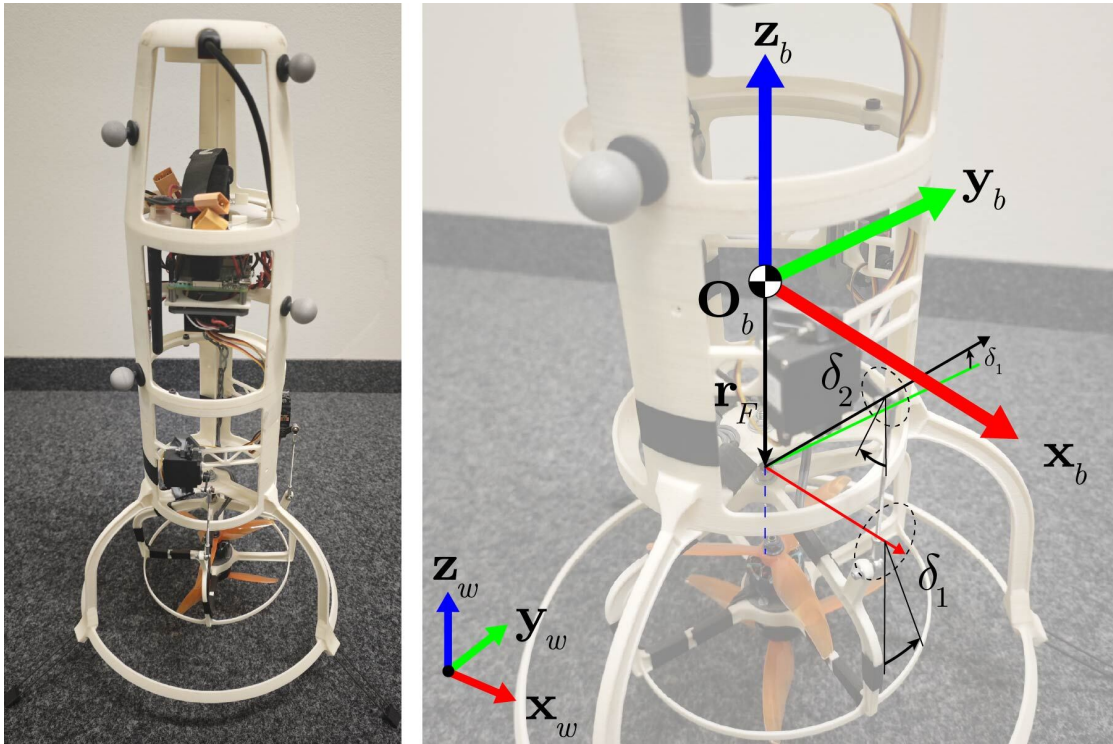 z_b
y_b
O_b
δ_1
δ_2
r_F
x_b
z_w
δ_1
y_w
x_w